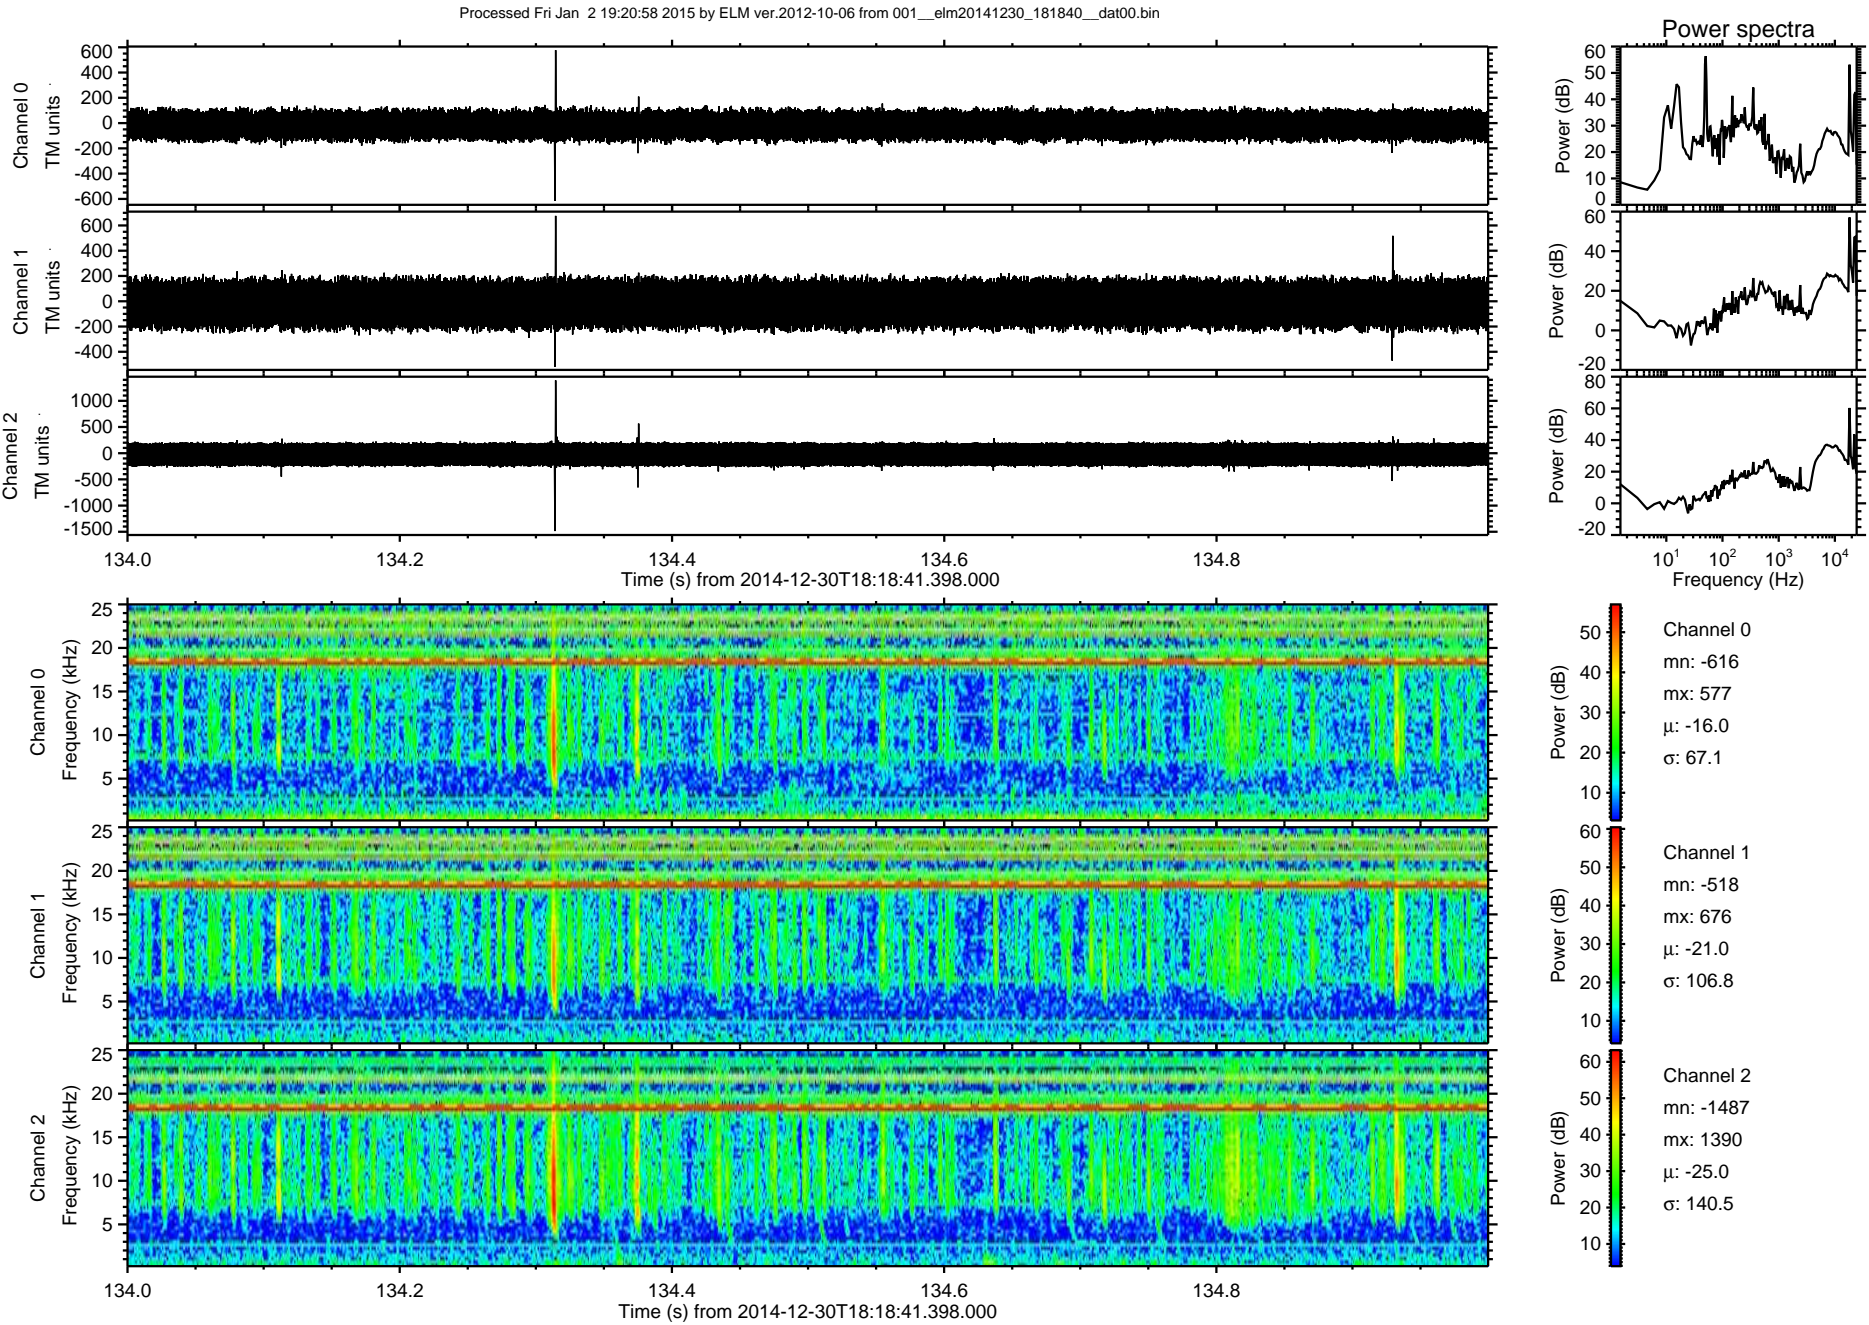 Processed Fri Jan  2 19:20:58 2015 by ELM ver.2012-10-06 from 001__elm20141230_181840__dat00.bin
Power spectra
Channel 0
TM units
600
400
200
0
-200
-400
-600
Power (dB)
60
50
40
30
20
10
0
Channel 1
TM units
600
400
200
0
-200
-400
Power (dB)
60
40
20
0
-20
Channel 2
TM units
1000
500
0
-500
-1000
-1500
Power (dB)
80
60
40
20
0
-20
134.0 134.2 134.4 134.6 134.8
Time (s) from 2014-12-30T18:18:41.398.000
10^1 10^2 10^3 10^4
Frequency (Hz)
Channel 0
Frequency (kHz)
25
20
15
10
5
Power (dB)
50
40
30
20
10
Channel 0
mn: -616
mx: 577
μ: -16.0
σ: 67.1
Channel 1
Frequency (kHz)
25
20
15
10
5
Power (dB)
60
50
40
30
20
10
Channel 1
mn: -518
mx: 676
μ: -21.0
σ: 106.8
Channel 2
Frequency (kHz)
25
20
15
10
5
Power (dB)
60
50
40
30
20
10
Channel 2
mn: -1487
mx: 1390
μ: -25.0
σ: 140.5
134.0 134.2 134.4 134.6 134.8
Time (s) from 2014-12-30T18:18:41.398.000